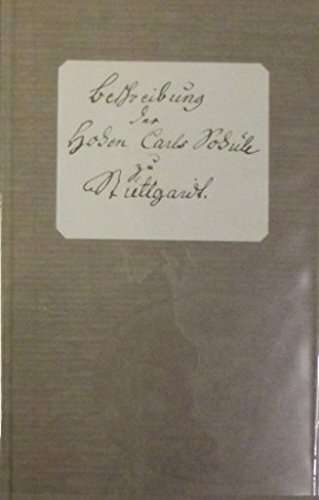 Beschreibung
der
Hohen Carls Schule
zu
Stuttgardt.